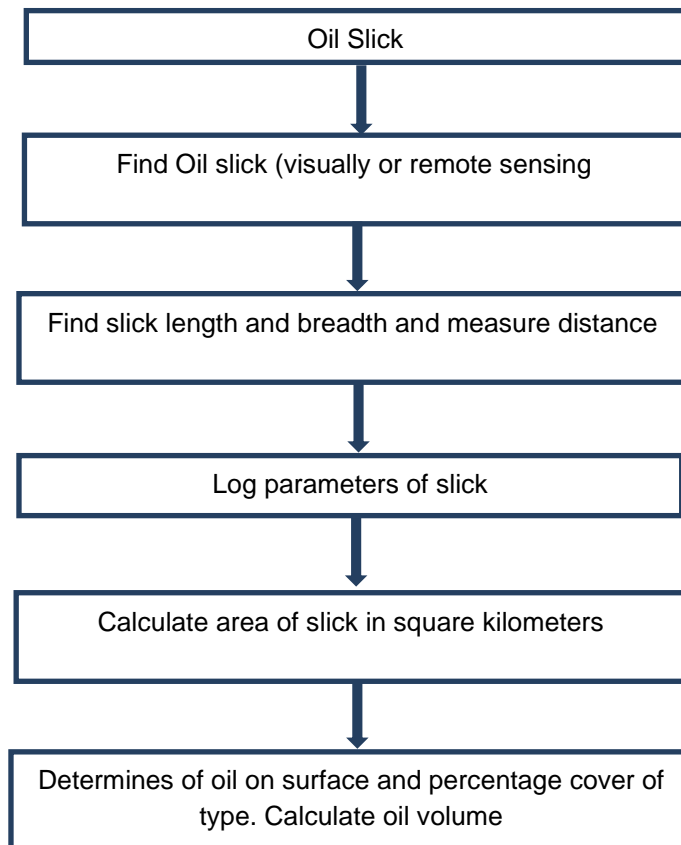 Oil Slick
Find Oil slick (visually or remote sensing
Find slick length and breadth and measure distance
Log parameters of slick
Calculate area of slick in square kilometers
Determines of oil on surface and percentage cover of
type. Calculate oil volume